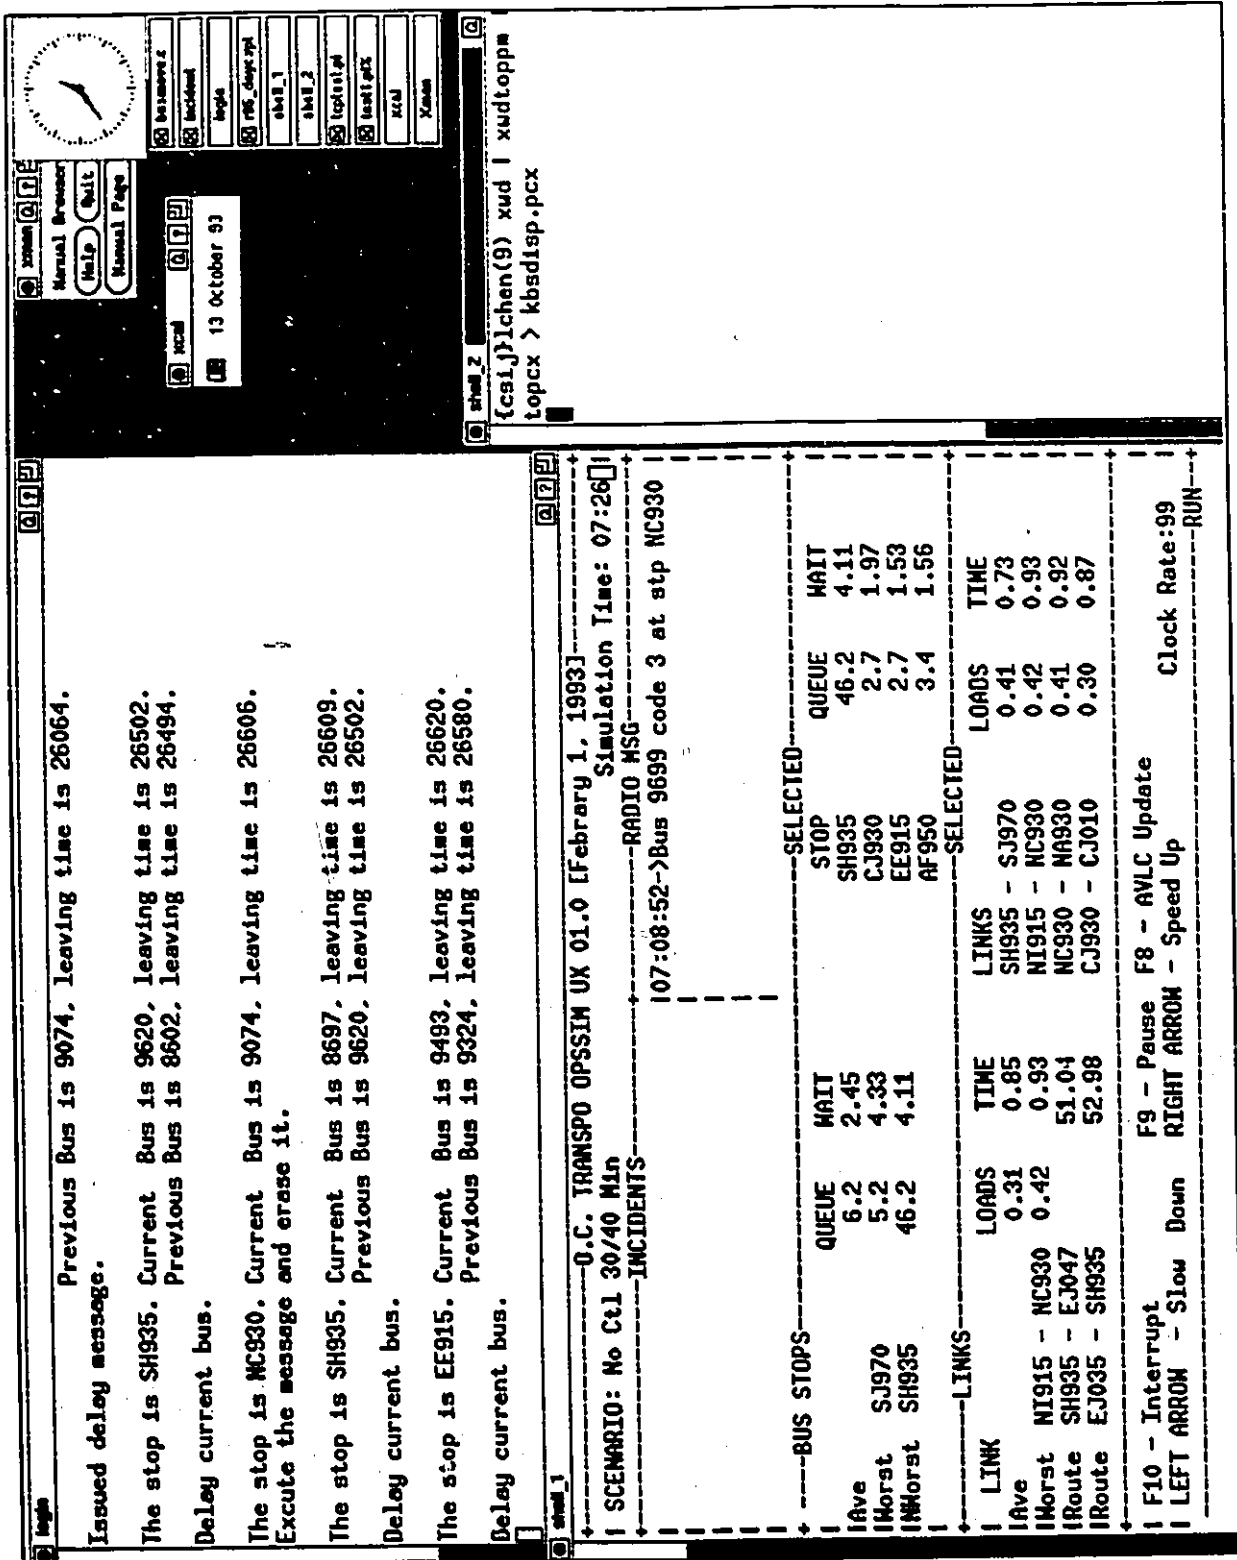 login
Previous Bus is 9074, leaving time is 26064.
Issued delay message.
The stop is SH935. Current Bus is 9620, leaving time is 26502.
Previous Bus is 8602, leaving time is 26494.
Delay current bus.
The stop is NC930. Current Bus is 9074, leaving time is 26606.
Excute the message and erase it.
The stop is SH935. Current Bus is 8697, leaving time is 26609.
Previous Bus is 9620, leaving time is 26502.
Delay current bus.
The stop is EE915. Current Bus is 9493, leaving time is 26620.
Previous Bus is 9324, leaving time is 26580.
Delay current bus.
xman
Manual Browser
Help Quit
Manual Page
xcal
13 October 93
busmove.c
incident
login
shell_1
shell_2
xcal
Xman
shell_1
+---------O.C. TRANSPO OPSSIM UX 01.0 [Febrary 1, 1993]---------+
| SCENARIO: No Ctl 30/40 Min Simulation Time: 07:26
+---------INCIDENTS---------+---------RADIO MSG---------+
|07:08:52->Bus 9699 code 3 at stp NC930 |
+ ----BUS STOPS---------SELECTED---------+
| QUEUE WAIT STOP QUEUE WAIT |
|Ave 6.2 2.45 SH935 46.2 4.11
|Worst SJ970 5.2 4.33 CJ930 2.7 1.97
|NWorst SH935 46.2 4.11 EE915 2.7 1.53
| AF950 3.4 1.56
+---------LINKS---------SELECTED---------+
| LINK LOADS TIME LINKS LOADS TIME |
|Ave 0.31 0.85 SH935 - SJ970 0.41 0.73
|Worst NI915 - NC930 0.42 0.93 NI915 - NC930 0.42 0.93
|Route SH935 - EJ047 51.04 NC930 - NA930 0.41 0.92
|Route EJ035 - SH935 52.98 CJ930 - CJ010 0.30 0.87
| F10 - Interrupt F9 - Pause F8 - AVLC Update |
| LEFT ARROW - Slow Down RIGHT ARROW - Speed Up Clock Rate:99 |
---------RUN---+
shell_2
{csij}lchen(9) xwd | xwdtoppm
topcx > kbsdisp.pcx